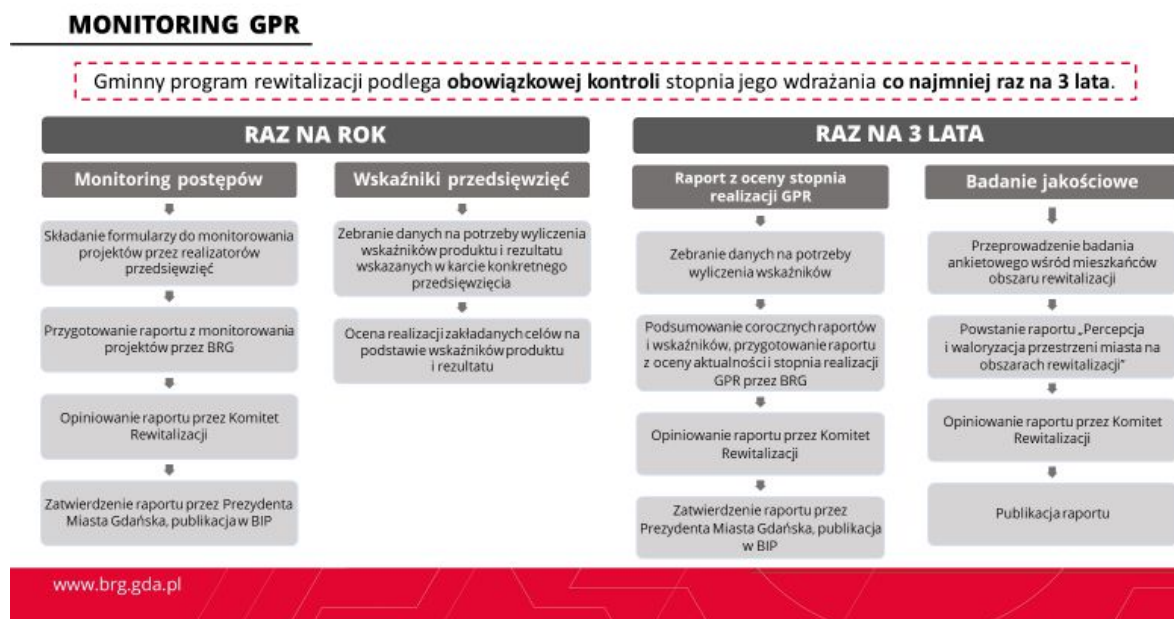 MONITORING GPR
Gminny program rewitalizacji podlega obowiązkowej kontroli stopnia jego wdrażania co najmniej raz na 3 lata.
RAZ NA ROK
Monitoring postępów
Składanie formularzy do monitorowania
projektów przez realizatorów
przedsięwzięć
Przygotowanie raportu z monitorowania
projektów przez BRG
Opiniowanie raportu przez Komitet
Rewitalizacji
Zatwierdzenie raportu przez Prezydenta
Miasta Gdańska, publikacja w BIP
Wskaźniki przedsięwzięć
Zebranie danych na potrzeby wyliczenia
wskaźników produktu i rezultatu
wskazanych w karcie konkretnego
przedsięwzięcia
Ocena realizacji zakładanych celów na
podstawie wskaźników produktu
i rezultatu
RAZ NA 3 LATA
Raport z oceny stopnia
realizacji GPR
Zebranie danych na potrzeby
wyliczenia wskaźników
Podsumowanie corocznych raportów
i wskaźników, przygotowanie raportu
z oceny aktualności i stopnia realizacji
GPR przez BRG
Opiniowanie raportu przez Komitet
Rewitalizacji
Zatwierdzenie raportu przez
Prezydenta Miasta Gdańska, publikacja
w BIP
Badanie jakościowe
Przeprowadzenie badania
ankietowego wśród mieszkańców
obszaru rewitalizacji
Powstanie raportu „Percepcja
i waloryzacja przestrzeni miasta na
obszarach rewitalizacji”
Opiniowanie raportu przez Komitet
Rewitalizacji
Publikacja raportu
www.brg.gda.pl